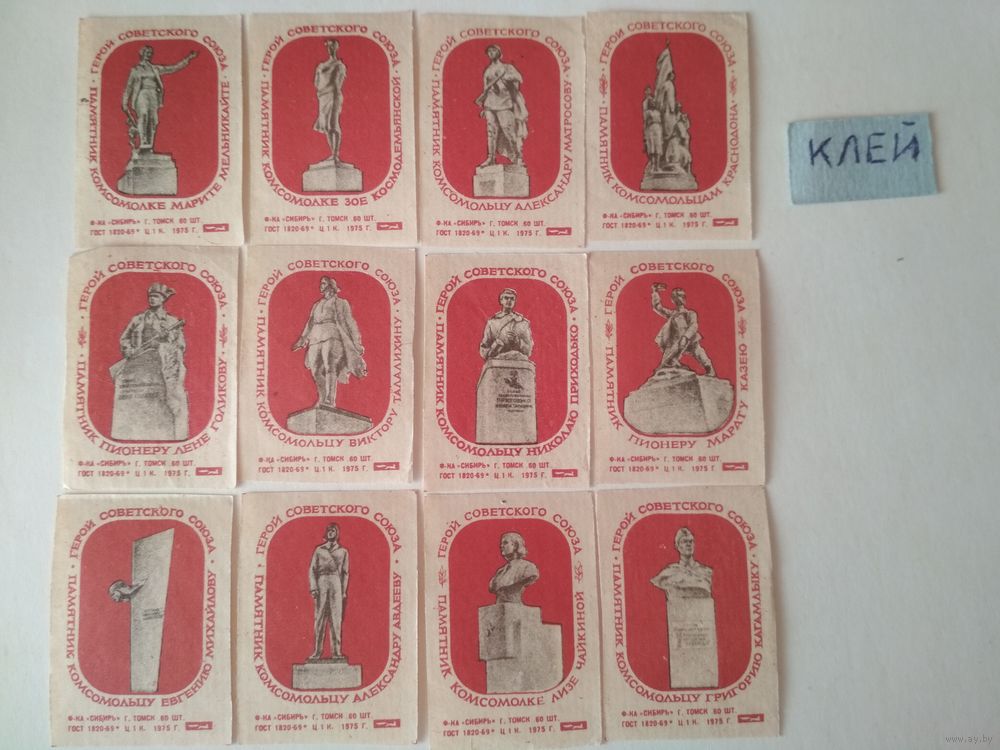 ГЕРОЙ СОВЕТСКОГО СОЮЗА
ПАМЯТНИК КОМСОМОЛКЕ МАРИТЕ МЕЛЬНИКАЙТЕ
Ф-КА «СИБИРЬ» Г. ТОМСК 60 ШТ.
ГОСТ 1820-69* Ц. 1 К. 1975 Г.
ГЕРОЙ СОВЕТСКОГО СОЮЗА
ПАМЯТНИК КОМСОМОЛКЕ ЗОЕ КОСМОДЕМЬЯНСКОЙ
Ф-КА «СИБИРЬ» Г. ТОМСК 60 ШТ.
ГОСТ 1820-69* Ц. 1 К. 1975 Г.
ГЕРОЙ СОВЕТСКОГО СОЮЗА
ПАМЯТНИК КОМСОМОЛЬЦУ АЛЕКСАНДРУ МАТРОСОВУ
Ф-КА «СИБИРЬ» Г. ТОМСК 60 ШТ.
ГОСТ 1820-69* Ц. 1 К. 1975 Г.
ГЕРОЙ СОВЕТСКОГО СОЮЗА
ПАМЯТНИК КОМСОМОЛЬЦАМ КРАСНОДОНА
Ф-КА «СИБИРЬ» Г. ТОМСК 60 ШТ.
ГОСТ 1820-69* Ц. 1 К. 1975 Г.
КЛЕЙ
ГЕРОЙ СОВЕТСКОГО СОЮЗА
ПАМЯТНИК ПИОНЕРУ ЛЕНЕ ГОЛИКОВУ
Ф-КА «СИБИРЬ» Г. ТОМСК 60 ШТ.
ГОСТ 1820-69* Ц. 1 К. 1975 Г.
ГЕРОЙ СОВЕТСКОГО СОЮЗА
ПАМЯТНИК КОМСОМОЛЬЦУ ВИКТОРУ ТАЛАЛИХИНУ
Ф-КА «СИБИРЬ» Г. ТОМСК 60 ШТ.
ГОСТ 1820-69* Ц. 1 К. 1975 Г.
ГЕРОЙ СОВЕТСКОГО СОЮЗА
ПАМЯТНИК КОМСОМОЛЬЦУ НИКОЛАЮ ПРИХОДЬКО
Ф-КА «СИБИРЬ» Г. ТОМСК 60 ШТ.
ГОСТ 1820-69* Ц. 1 К. 1975 Г.
ГЕРОЙ СОВЕТСКОГО СОЮЗА
ПАМЯТНИК ПИОНЕРУ МАРАТУ КАЗЕЮ
Ф-КА «СИБИРЬ» Г. ТОМСК 60 ШТ.
ГОСТ 1820-69* Ц. 1 К. 1975 Г.
ГЕРОЙ СОВЕТСКОГО СОЮЗА
ПАМЯТНИК КОМСОМОЛЬЦУ ЕВГЕНИЮ МИХАЙЛОВУ
Ф-КА «СИБИРЬ» Г. ТОМСК 60 ШТ.
ГОСТ 1820-69* Ц. 1 К. 1975 Г.
ГЕРОЙ СОВЕТСКОГО СОЮЗА
ПАМЯТНИК КОМСОМОЛЬЦУ АЛЕКСАНДРУ АВДЕЕВУ
Ф-КА «СИБИРЬ» Г. ТОМСК 60 ШТ.
ГОСТ 1820-69* Ц. 1 К. 1975 Г.
ГЕРОЙ СОВЕТСКОГО СОЮЗА
ПАМЯТНИК КОМСОМОЛКЕ ЛИЗЕ ЧАЙКИНОЙ
Ф-КА «СИБИРЬ» Г. ТОМСК 60 ШТ.
ГОСТ 1820-69* Ц. 1 К. 1975 Г.
ГЕРОЙ СОВЕТСКОГО СОЮЗА
ПАМЯТНИК КОМСОМОЛЬЦУ ГРИГОРИЮ КАГАМЛЫКУ
Ф-КА «СИБИРЬ» Г. ТОМСК 60 ШТ.
ГОСТ 1820-69* Ц. 1 К. 1975 Г.
www.ay.by